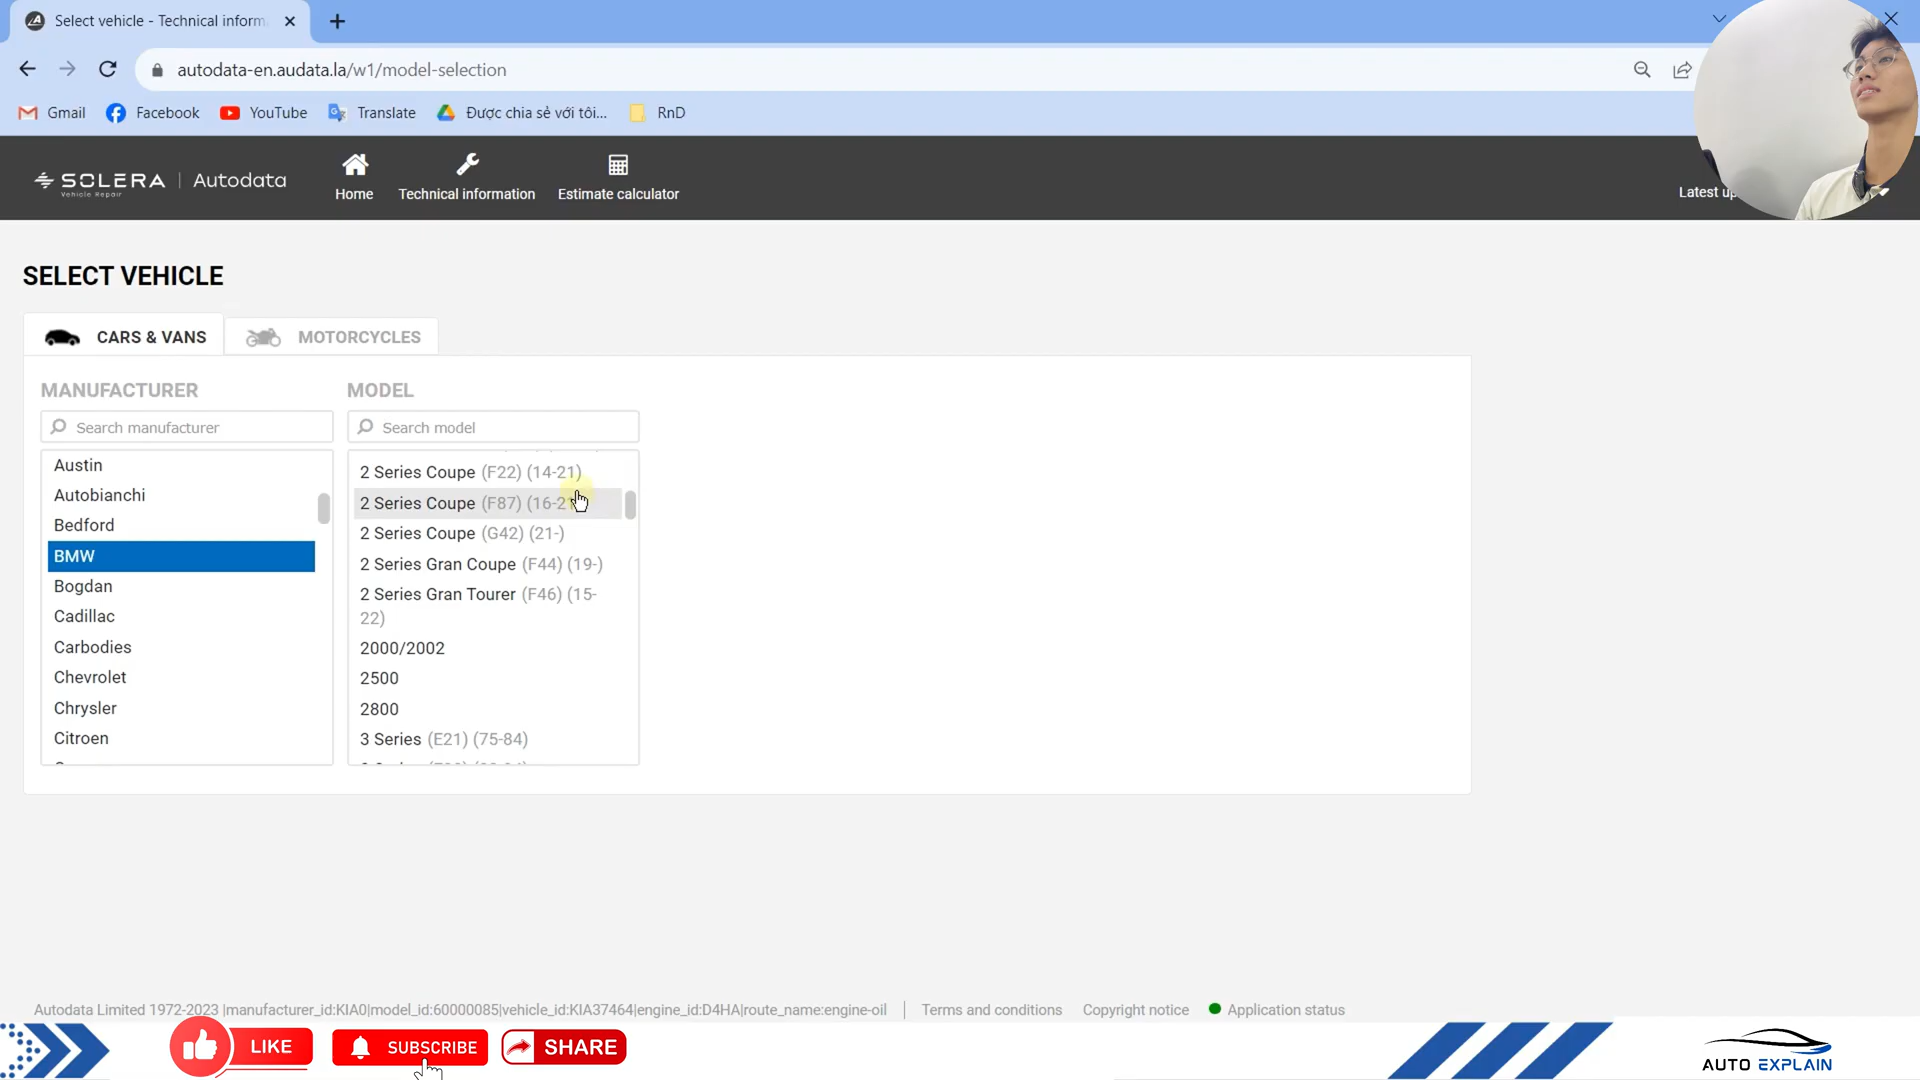 Select vehicle - Technical inform
autodata-en.audata.la/w1/model-selection
Gmail
Facebook
YouTube
Translate
Được chia sẻ với tôi...
RnD
SOLERA
Vehicle Repair
Autodata
Home
Technical information
Estimate calculator
Latest up
SELECT VEHICLE
CARS & VANS
MOTORCYCLES
MANUFACTURER
MODEL
Search manufacturer
Search model
Austin
Autobianchi
Bedford
BMW
Bogdan
Cadillac
Carbodies
Chevrolet
Chrysler
Citroen
2 Series Coupe (F22) (14-21)
2 Series Coupe (F87) (16-2
2 Series Coupe (G42) (21-)
2 Series Gran Coupe (F44) (19-)
2 Series Gran Tourer (F46) (15-
22)
2000/2002
2500
2800
3 Series (E21) (75-84)
Autodata Limited 1972-2023 |manufacturer_id:KIA0|model_id:60000085|vehicle_id:KIA37464|engine_id:D4HA|route_name:engine-oil
Terms and conditions
Copyright notice
Application status
LIKE
SUBSCRIBE
SHARE
AUTO EXPLAIN